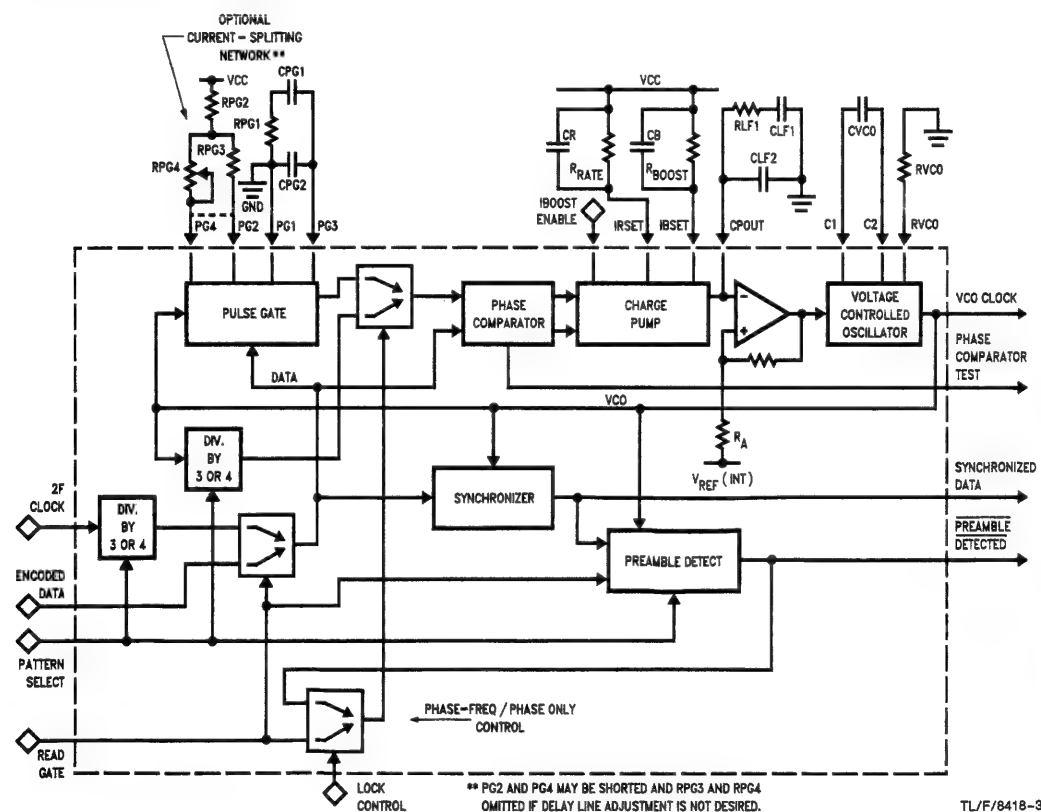 OPTIONAL
CURRENT - SPLITTING
NETWORK **
VCC
RPG2
RPG4
RPG3
CPG1
RPG1
CPG2
GND
PG4
PG2
PG1
PG3
VCC
CR
R RATE
CB
R BOOST
IBOOST
ENABLE
IRSET
IBSET
RLF1
CLF1
CLF2
CPOUT
CVCO
RVCO
C1
C2
RVCO
PULSE GATE
PHASE
COMPARATOR
CHARGE
PUMP
-
+
VOLTAGE
CONTROLLED
OSCILLATOR
VCO CLOCK
PHASE
COMPARATOR
TEST
DATA
VCO
DIV.
BY
3 OR 4
R A
V REF (INT)
2F
CLOCK
DIV.
BY
3 OR 4
SYNCHRONIZER
SYNCHRONIZED
DATA
PREAMBLE DETECT
PREAMBLE
DETECTED
ENCODED
DATA
PATTERN
SELECT
PHASE-FREQ / PHASE ONLY
CONTROL
READ
GATE
LOCK
CONTROL
** PG2 AND PG4 MAY BE SHORTED AND RPG3 AND RPG4
OMITTED IF DELAY LINE ADJUSTMENT IS NOT DESIRED.
TL/F/8418-3